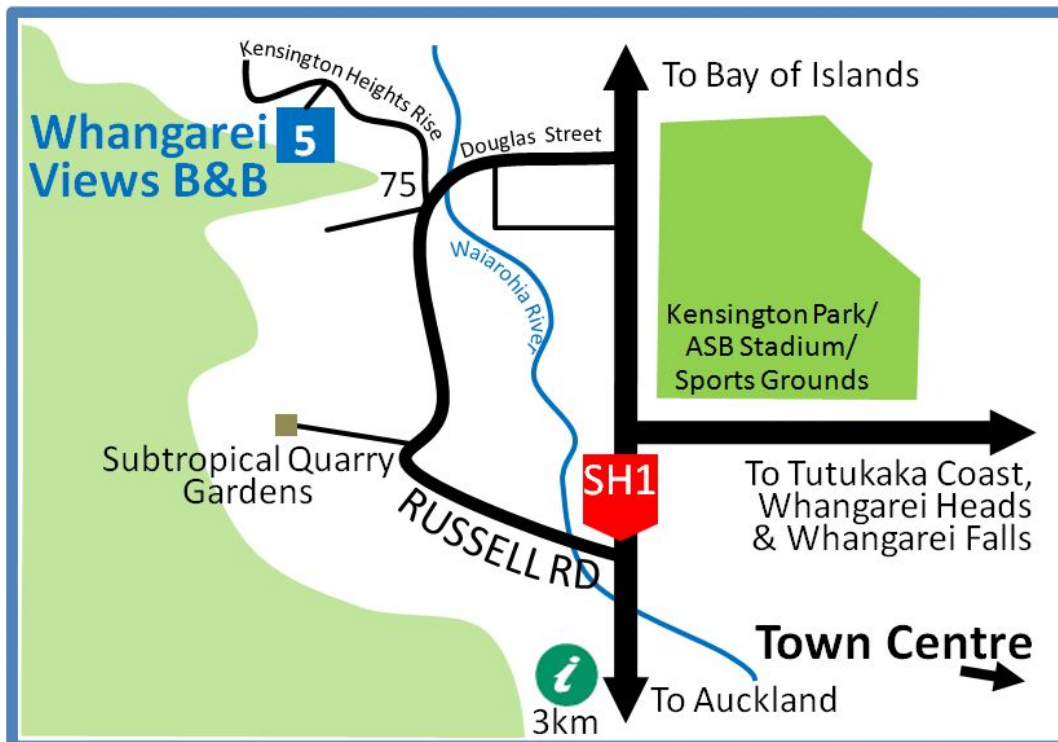 Kensington Heights Rise
To Bay of Islands
Whangarei
Views B&B
5
Douglas Street
75
Waiarohia River
Kensington Park/
ASB Stadium/
Sports Grounds
Subtropical Quarry
Gardens
SH1
To Tutukaka Coast,
Whangarei Heads
& Whangarei Falls
RUSSELL RD
Town Centre
i
3km
To Auckland